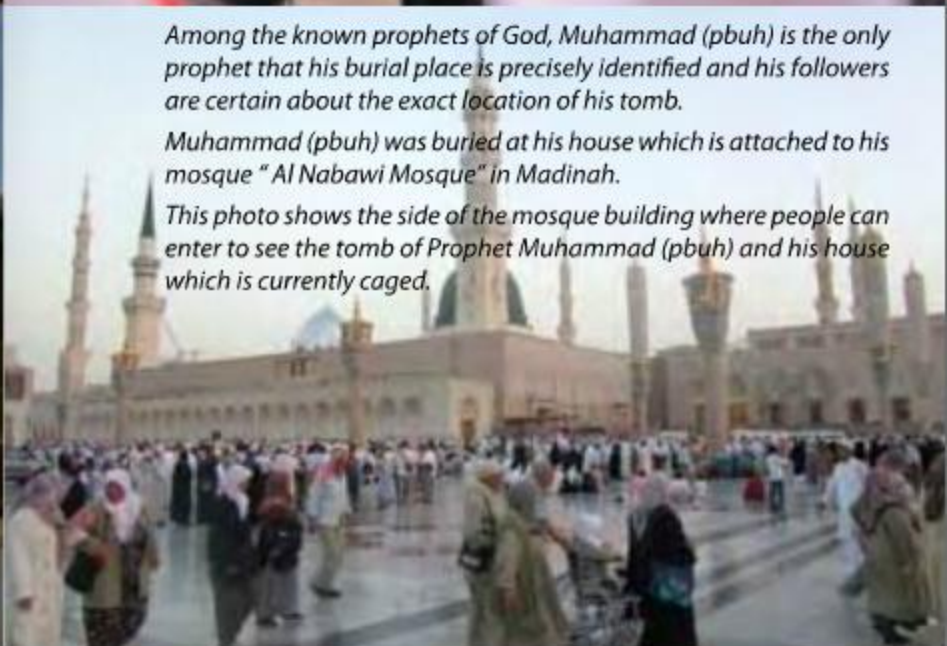 Among the known prophets of God, Muhammad (pbuh) is the only
prophet that his burial place is precisely identified and his followers
are certain about the exact location of his tomb.
Muhammad (pbuh) was buried at his house which is attached to his
mosque “ Al Nabawi Mosque” in Madinah.
This photo shows the side of the mosque building where people can
enter to see the tomb of Prophet Muhammad (pbuh) and his house
which is currently caged.